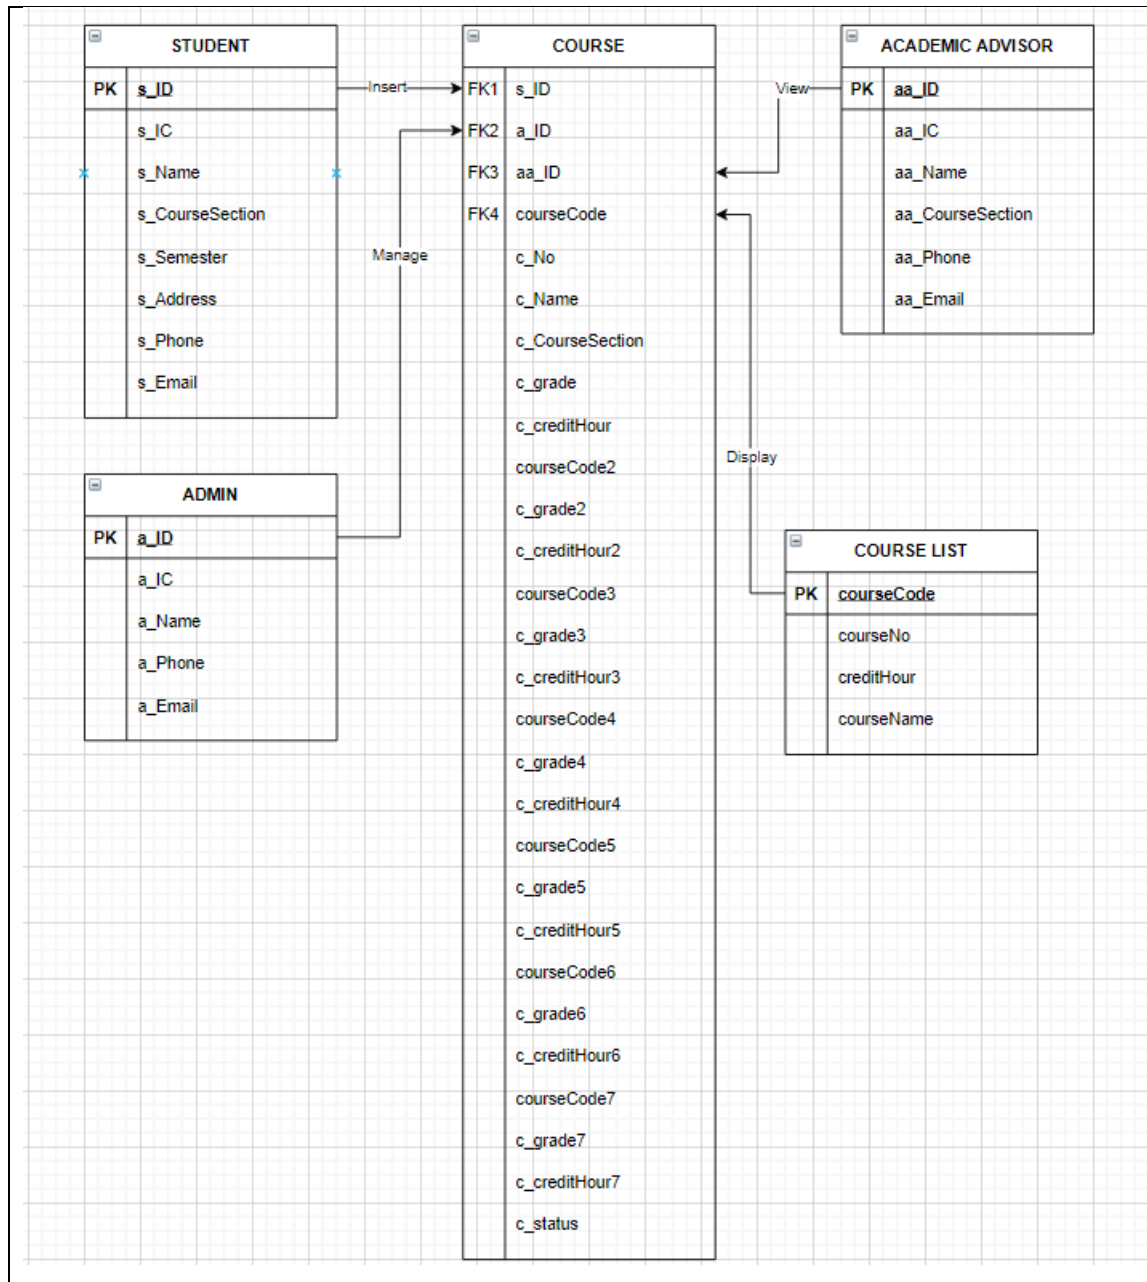 STUDENT
PK s_ID
s_IC
s_Name
s_CourseSection
s_Semester
s_Address
s_Phone
s_Email
Insert
Manage
ADMIN
PK a_ID
a_IC
a_Name
a_Phone
a_Email
COURSE
FK1 s_ID
FK2 a_ID
FK3 aa_ID
FK4 courseCode
c_No
c_Name
c_CourseSection
c_grade
c_creditHour
courseCode2
c_grade2
c_creditHour2
courseCode3
c_grade3
c_creditHour3
courseCode4
c_grade4
c_creditHour4
courseCode5
c_grade5
c_creditHour5
courseCode6
c_grade6
c_creditHour6
courseCode7
c_grade7
c_creditHour7
c_status
View
Display
ACADEMIC ADVISOR
PK aa_ID
aa_IC
aa_Name
aa_CourseSection
aa_Phone
aa_Email
COURSE LIST
PK courseCode
courseNo
creditHour
courseName